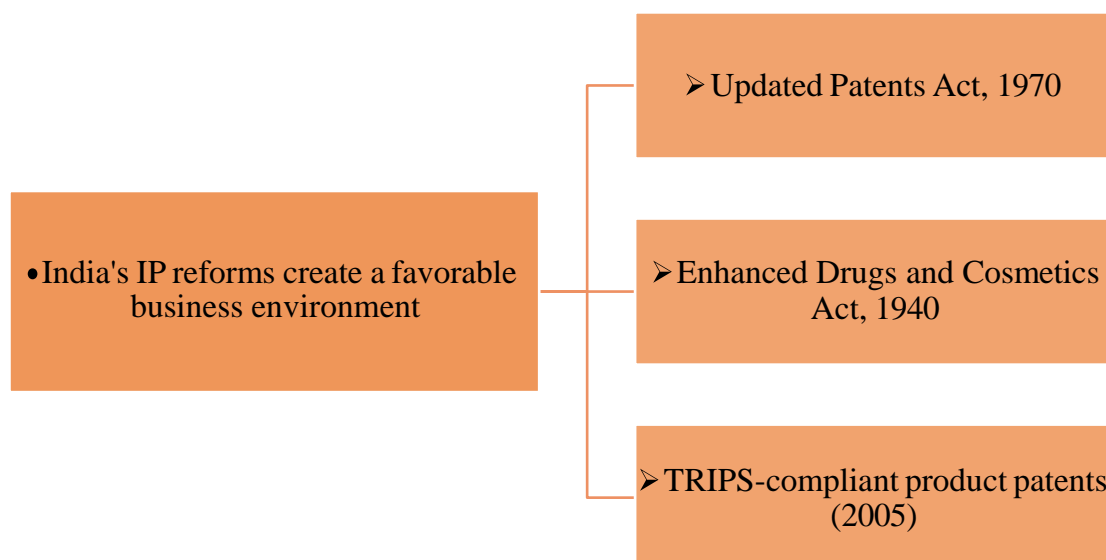 •India's IP reforms create a favorable
business environment
➢Updated Patents Act, 1970
➢Enhanced Drugs and Cosmetics
Act, 1940
➢TRIPS-compliant product patents
(2005)